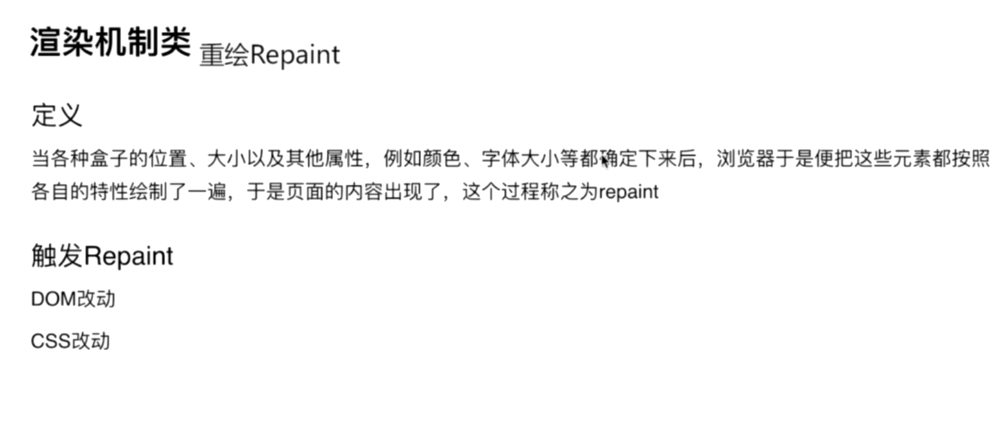 渲染机制类 重绘Repaint
定义
当各种盒子的位置、大小以及其他属性，例如颜色、字体大小等都确定下来后，浏览器于是便把这些元素都按照
各自的特性绘制了一遍，于是页面的内容出现了，这个过程称之为repaint
触发Repaint
DOM改动
CSS改动